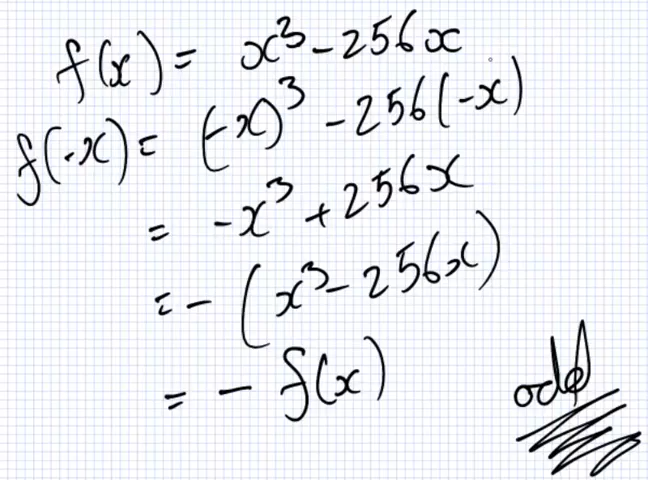 f(x) = x³ - 256x
f(-x) = (-x)³ - 256(-x)
= -x³ + 256x
= - (x³ - 256x)
= - f(x)
odd